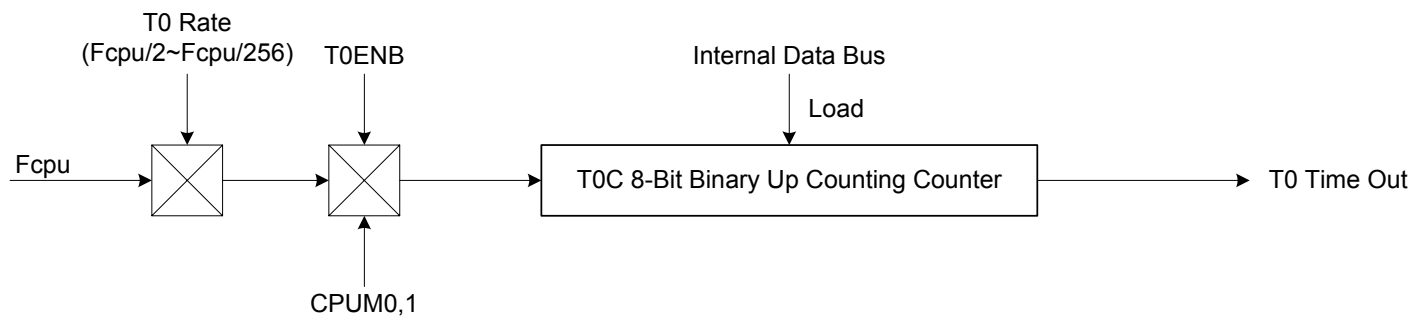 T0 Rate
(Fcpu/2~Fcpu/256)
T0ENB
Internal Data Bus
Load
Fcpu
T0C 8-Bit Binary Up Counting Counter
T0 Time Out
CPUM0,1